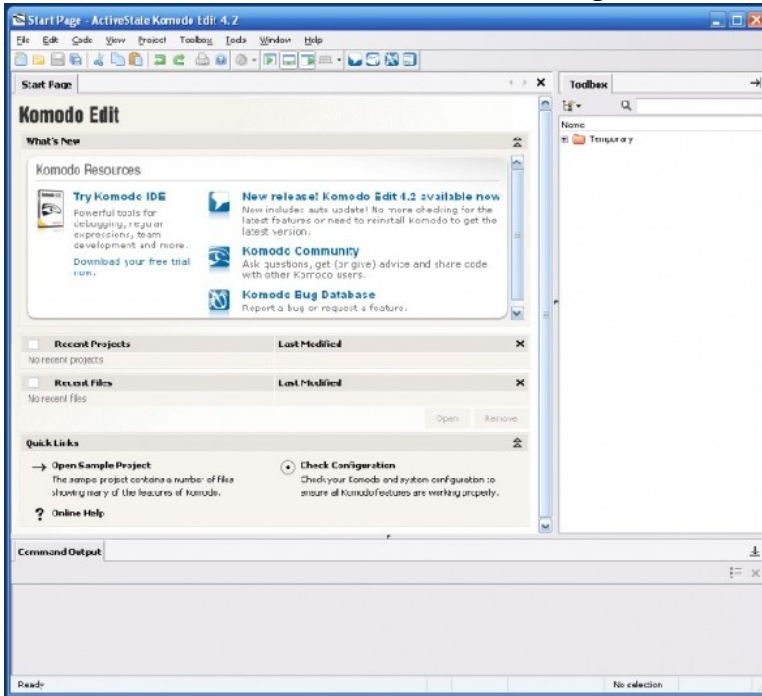 Start Page - ActiveState Komodo Edit 4.2
File Edit Code View Project Toolbox Tools Window Help
Start Page
Toolbox
Komodo Edit
Name
What's New
Temporary
Komodo Resources
Try Komodo IDE
Powerful tools for
debugging, regular
expressions, team
development and more.
Download your free trial
now.
New release! Komodo Edit 4.2 available now
New includes auto update! No more checking for the
latest features or need to reinstall Komodo to get the
latest version.
Komodo Community
Ask questions, get (or give) advice and share code
with other Komodo users.
Komodo Bug Database
Report a bug or request a feature.
Recent Projects Last Modified
No recent projects
Recent Files Last Modified
No recent files
Open Remove
Quick Links
Open Sample Project
The sample project contains a number of files
showing many of the features of Komodo.
Check Configuration
Check your Komodo and system configuration to
ensure all Komodo features are working properly.
Online Help
Command Output
Ready
No selection